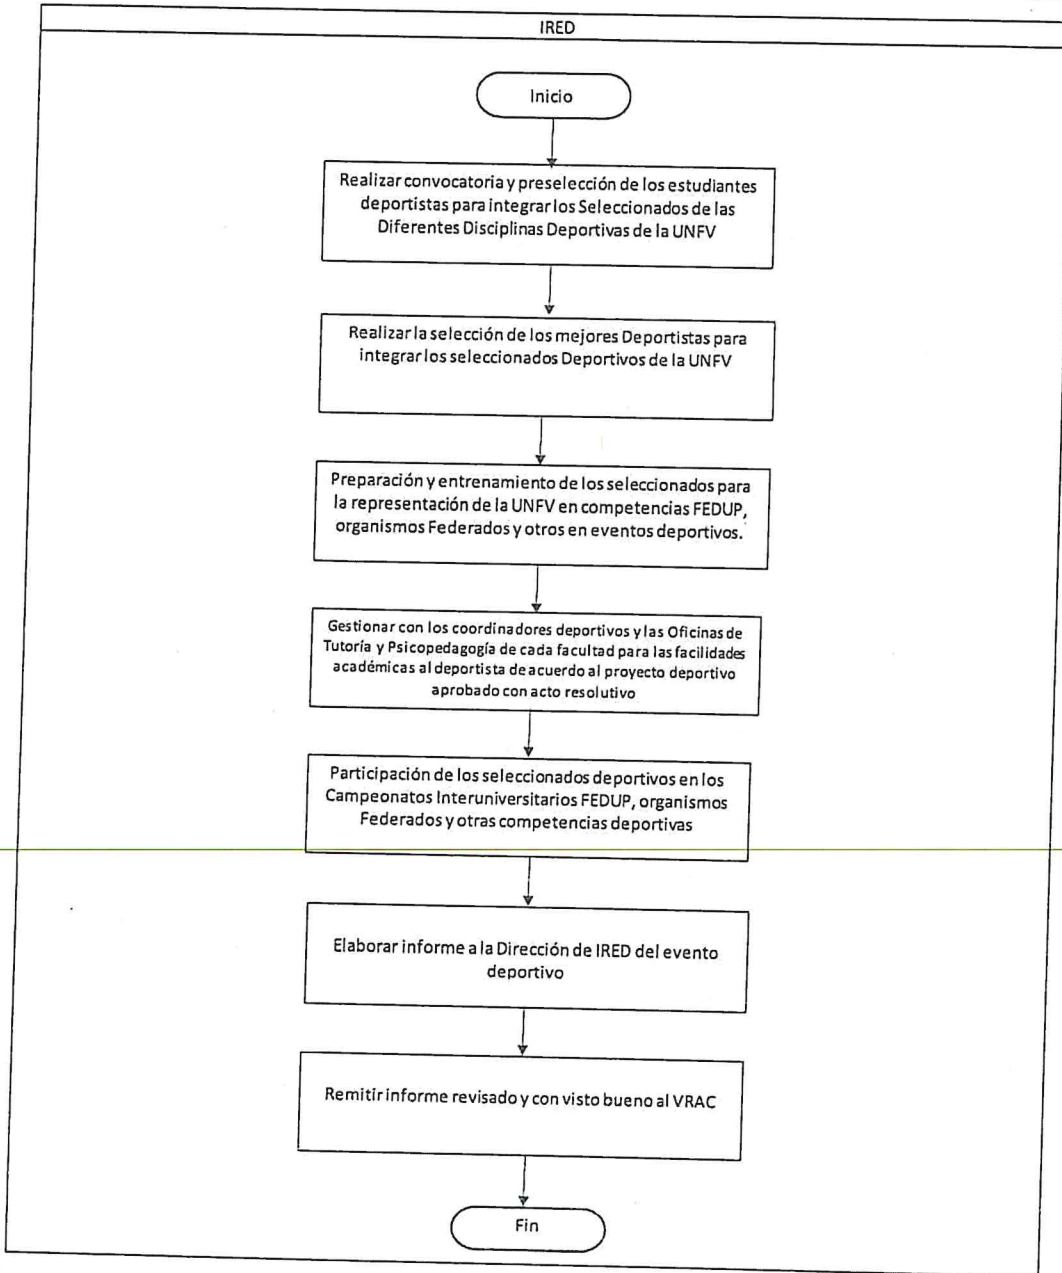 IRED
Inicio
Realizar convocatoria y preselección de los estudiantes
deportistas para integrar los Seleccionados de las
Diferentes Disciplinas Deportivas de la UNFV
Realizar la selección de los mejores Deportistas para
integrar los seleccionados Deportivos de la UNFV
Preparación y entrenamiento de los seleccionados para
la representación de la UNFV en competencias FEDUP,
organismos Federados y otros en eventos deportivos.
Gestionar con los coordinadores deportivos y las Oficinas de
Tutoría y Psicopedagogía de cada facultad para las facilidades
académicas al deportista de acuerdo al proyecto deportivo
aprobado con acto resolutivo
Participación de los seleccionados deportivos en los
Campeonatos Interuniversitarios FEDUP, organismos
Federados y otras competencias deportivas
Elaborar informe a la Dirección de IRED del evento
deportivo
Remitir informe revisado y con visto bueno al VRAC
Fin